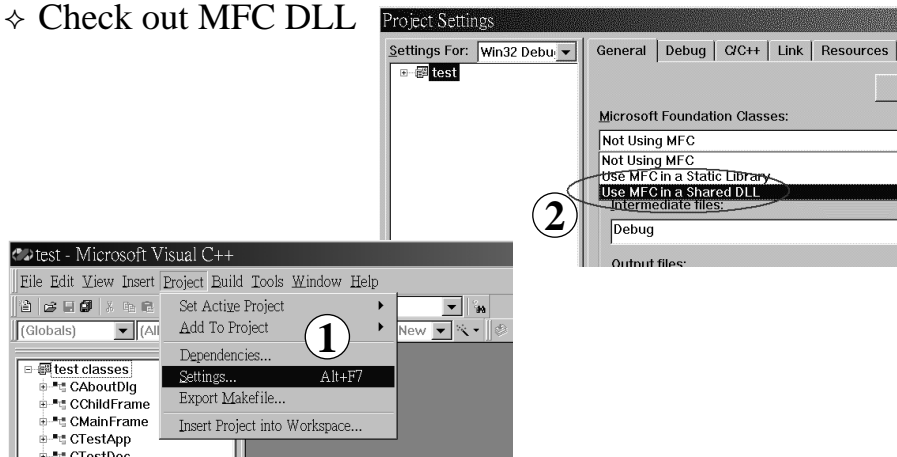 ✧ Check out MFC DLL
Project Settings
Settings For: Win32 Debu
test
General Debug C/C++ Link Resources
Microsoft Foundation Classes:
Not Using MFC
Not Using MFC
Use MFC in a Static Library
Use MFC in a Shared DLL
2
Intermediate files:
Debug
Output files:
test - Microsoft Visual C++
File Edit View Insert Project Build Tools Window Help
Set Active Project
Add To Project
1
Dependencies...
Settings... Alt+F7
Export Makefile...
Insert Project into Workspace...
(Globals) (All New
test classes
CAboutDlg
CChildFrame
CMainFrame
CTestApp
CTestDoc